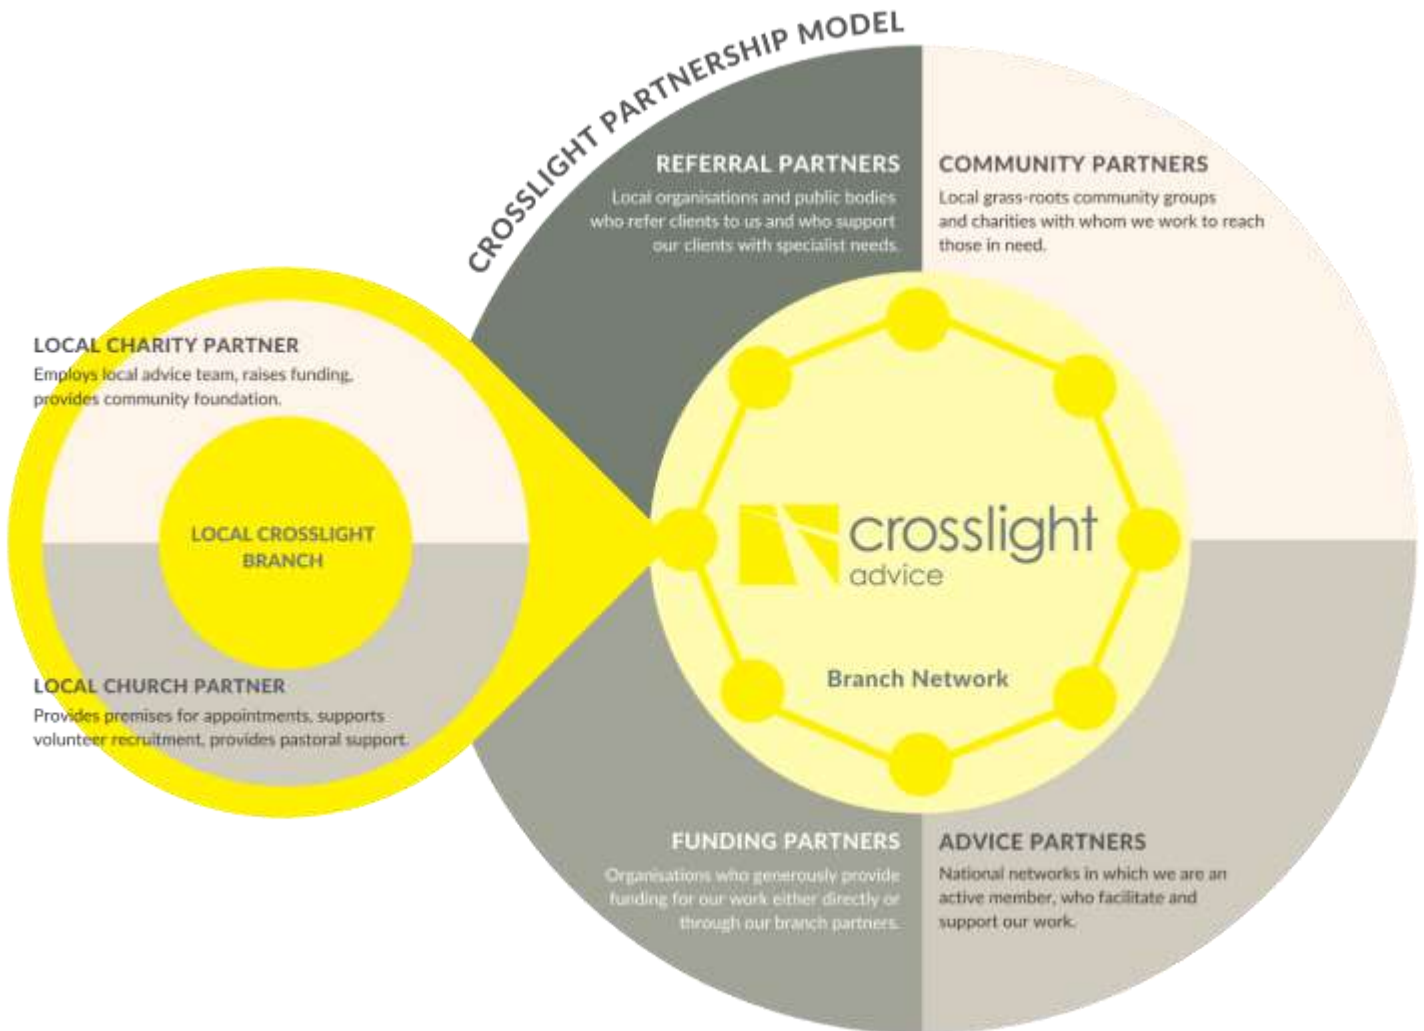 CROSSLIGHT PARTNERSHIP MODEL
REFERRAL PARTNERS
Local organisations and public bodies
who refer clients to us and who support
our clients with specialist needs.
COMMUNITY PARTNERS
Local grass-roots community groups
and charities with whom we work to reach
those in need.
LOCAL CHARITY PARTNER
Employs local advice team, raises funding,
provides community foundation.
LOCAL CROSSLIGHT
BRANCH
LOCAL CHURCH PARTNER
Provides premises for appointments, supports
volunteer recruitment, provides pastoral support.
crosslight
advice
Branch Network
FUNDING PARTNERS
Organisations who generously provide
funding for our work either directly or
through our branch partners.
ADVICE PARTNERS
National networks in which we are an
active member, who facilitate and
support our work.